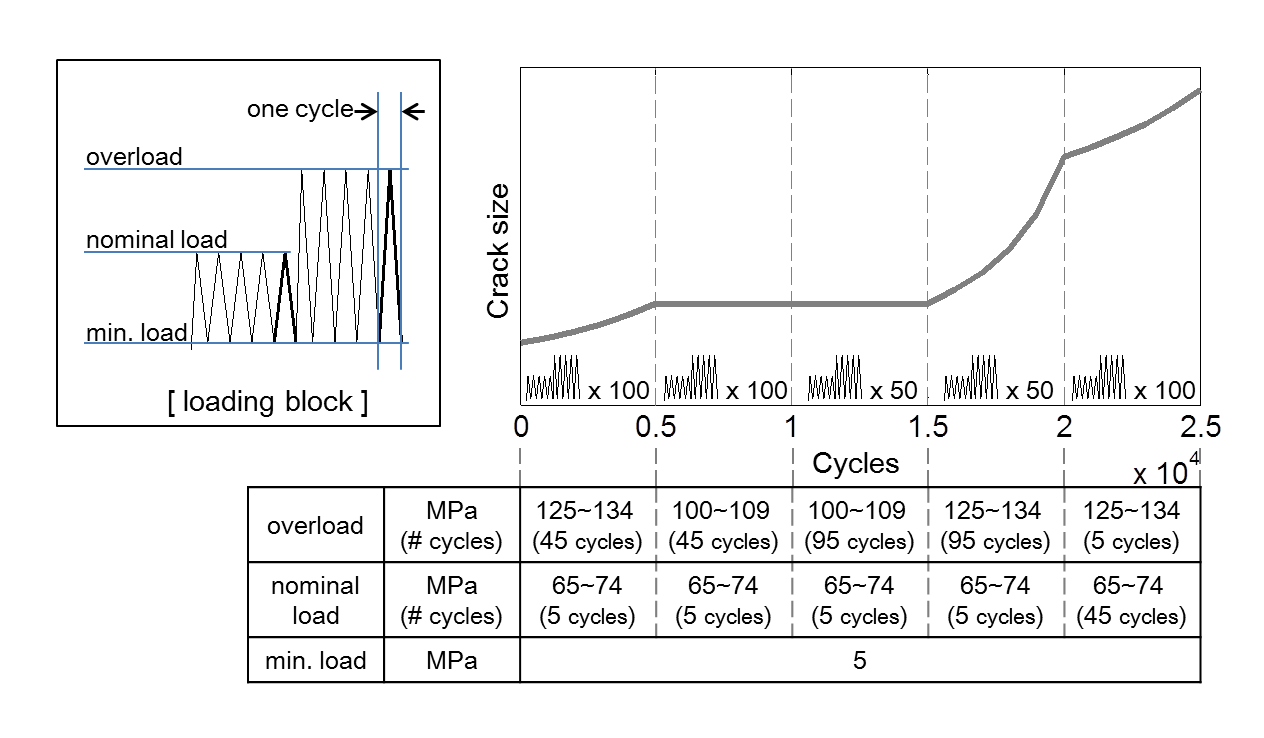 one cycle
overload
nominal load
min. load
[ loading block ]
Crack size
x 100
x 100
x 50
x 50
x 100
0
0.5
1
1.5
2
2.5
Cycles
x 10⁴
overload
MPa
(# cycles)
125~134
(45 cycles)
100~109
(45 cycles)
100~109
(95 cycles)
125~134
(95 cycles)
125~134
(5 cycles)
nominal
load
MPa
(# cycles)
65~74
(5 cycles)
65~74
(5 cycles)
65~74
(5 cycles)
65~74
(5 cycles)
65~74
(45 cycles)
min. load
MPa
5